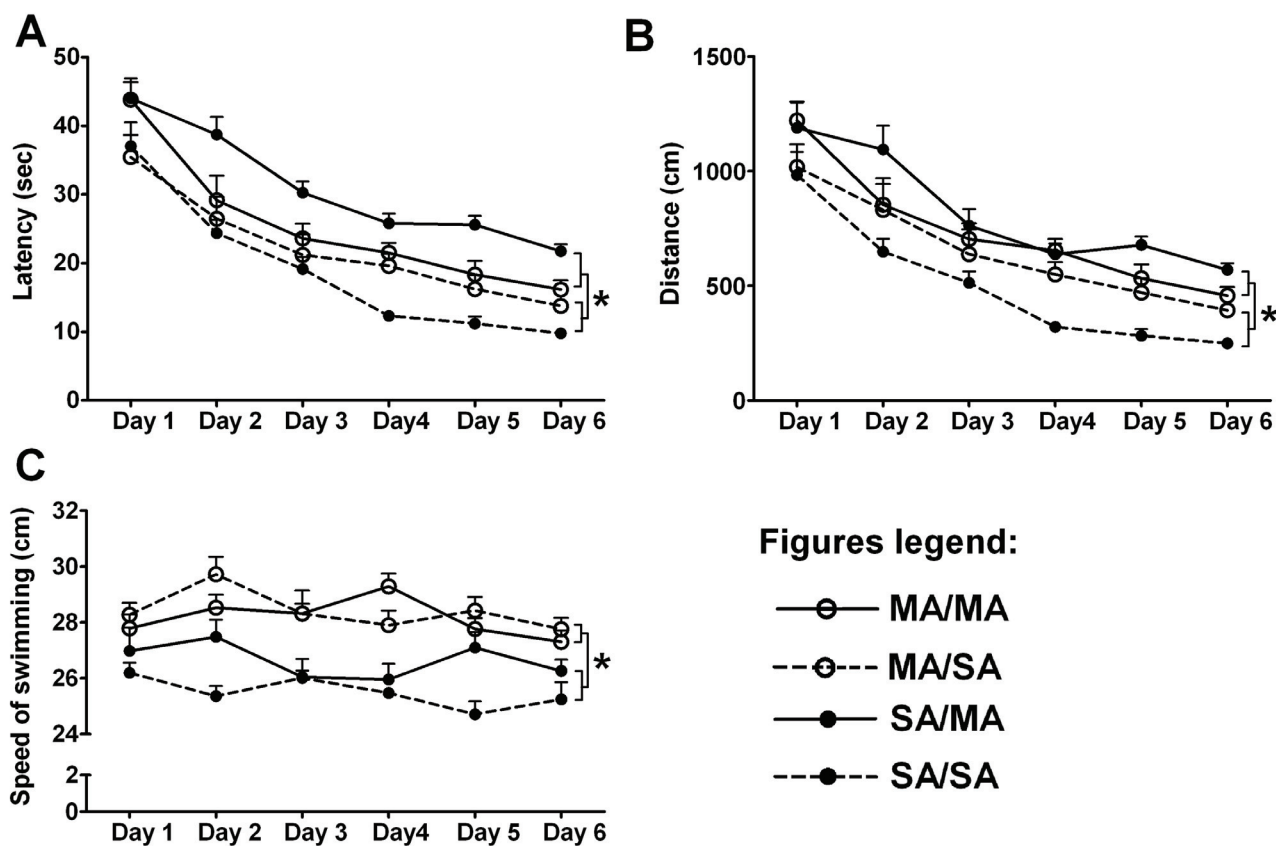 A
Latency (sec)
50
40
30
20
10
0
Day 1 Day 2 Day 3 Day4 Day 5 Day 6
*
B
Distance (cm)
1500
1000
500
0
Day 1 Day 2 Day 3 Day4 Day 5 Day 6
*
C
Speed of swimming (cm)
32
30
28
26
24
2
0
Day 1 Day 2 Day 3 Day4 Day 5 Day 6
*
Figures legend:
MA/MA
MA/SA
SA/MA
SA/SA